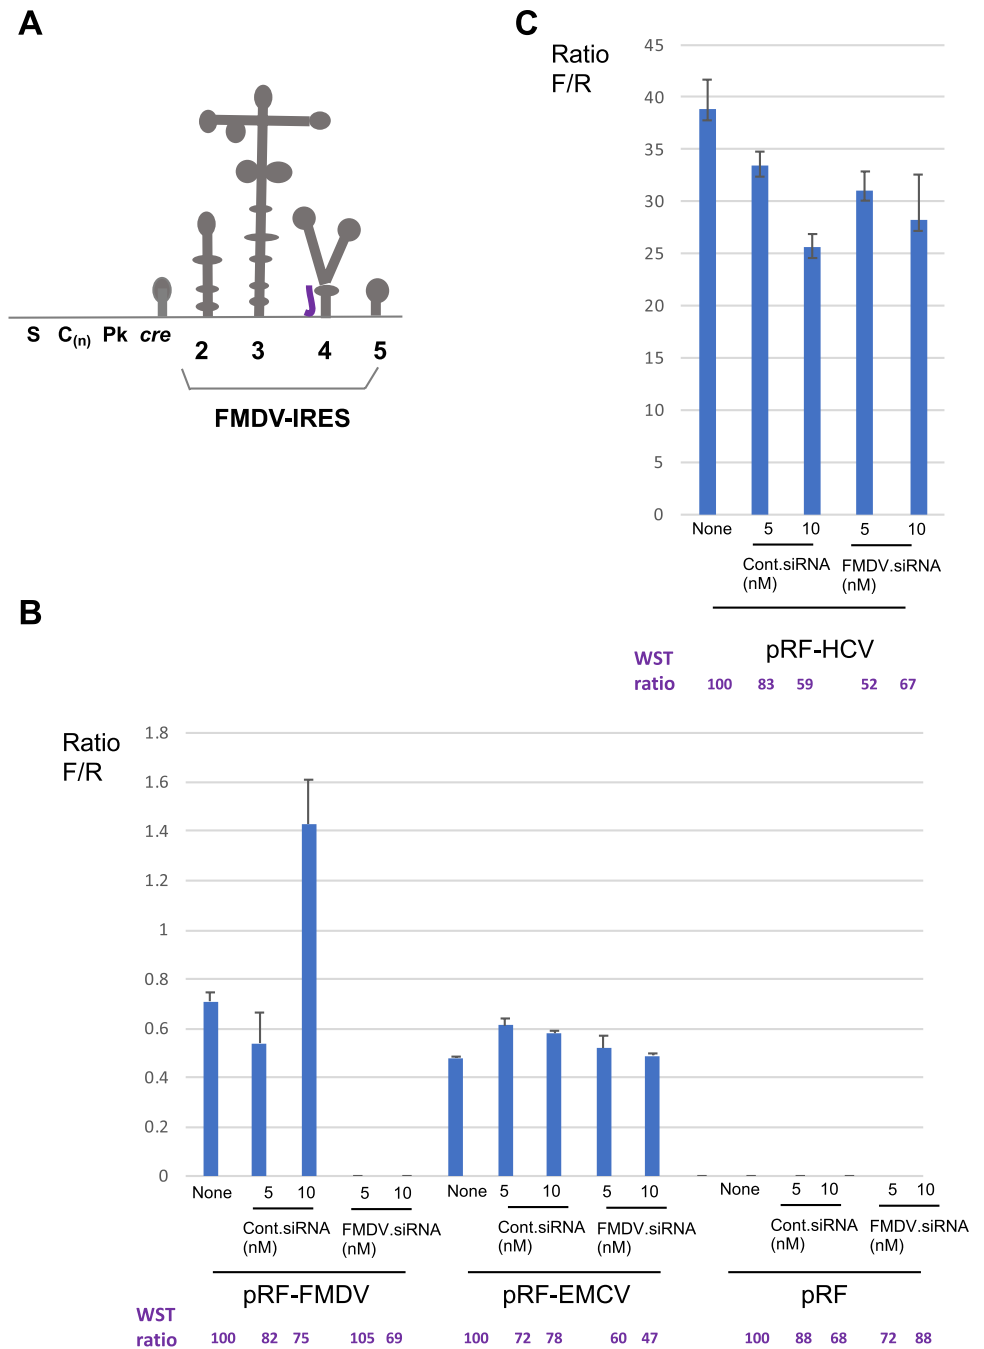 A
S C(n) Pk cre 2 3 4 5
FMDV-IRES
C
Ratio
F/R
45
40
35
30
25
20
15
10
5
0
None 5 10 5 10
Cont.siRNA FMDV.siRNA
(nM) (nM)
pRF-HCV
WST
ratio 100 83 59 52 67
B
Ratio
F/R
1.8
1.6
1.4
1.2
1
0.8
0.6
0.4
0.2
0
None 5 10 5 10 None 5 10 5 10 None 5 10 5 10
Cont.siRNA FMDV.siRNA Cont.siRNA FMDV.siRNA Cont.siRNA FMDV.siRNA
(nM) (nM) (nM) (nM) (nM) (nM)
pRF-FMDV pRF-EMCV pRF
WST
ratio 100 82 75 105 69 100 72 78 60 47 100 88 68 72 88